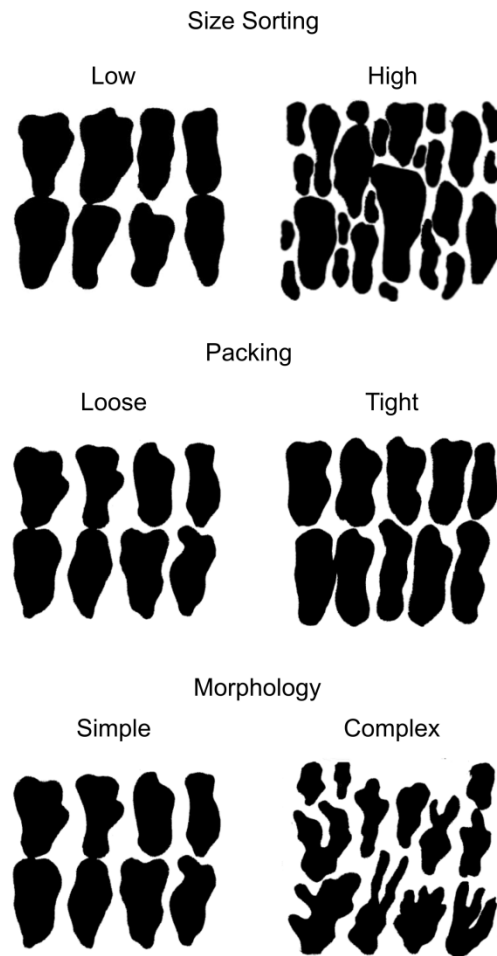 Size Sorting
Low
High
Packing
Loose
Tight
Morphology
Simple
Complex